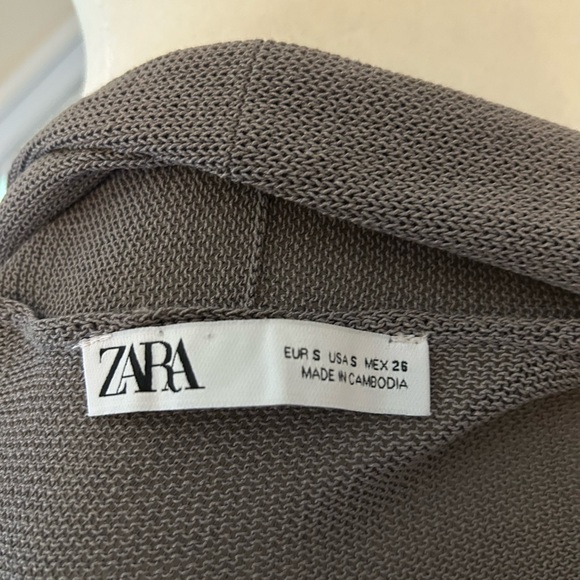 ZARA
EUR S USA S MEX 26
MADE IN CAMBODIA